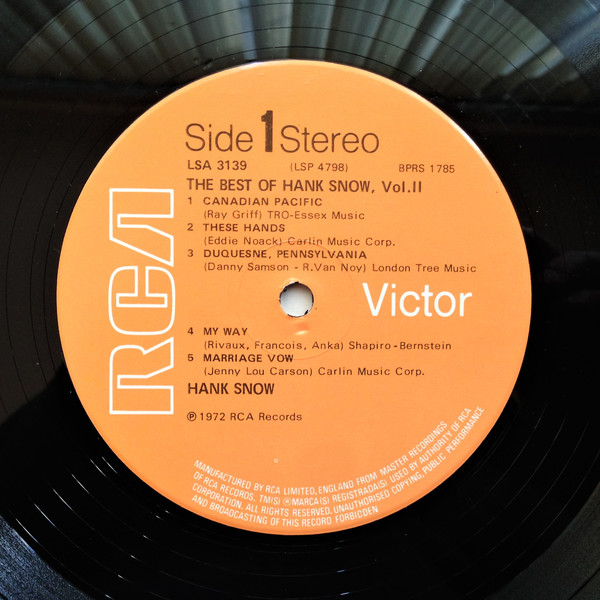 Side 1 Stereo
LSA 3139 (LSP 4798) BPRS 1785
THE BEST OF HANK SNOW, Vol.II
1 CANADIAN PACIFIC
(Ray Griff) TRO-Essex Music
2 THESE HANDS
(Eddie Noack) Carlin Music Corp.
3 DUQUESNE, PENNSYLVANIA
(Danny Samson - R.Van Noy) London Tree Music
RCA
Victor
4 MY WAY
(Rivaux, Francois, Anka) Shapiro-Bernstein
5 MARRIAGE VOW
(Jenny Lou Carson) Carlin Music Corp.
HANK SNOW
℗ 1972 RCA Records
MANUFACTURED BY RCA LIMITED, ENGLAND FROM MASTER RECORDINGS
OF RCA RECORDS. TM(S) ® MARCA(S) REGISTRADA(S) USED BY AUTHORITY OF RCA
CORPORATION. ALL RIGHTS RESERVED. UNAUTHORISED COPYING, PUBLIC PERFORMANCE
AND BROADCASTING OF THIS RECORD FORBIDDEN